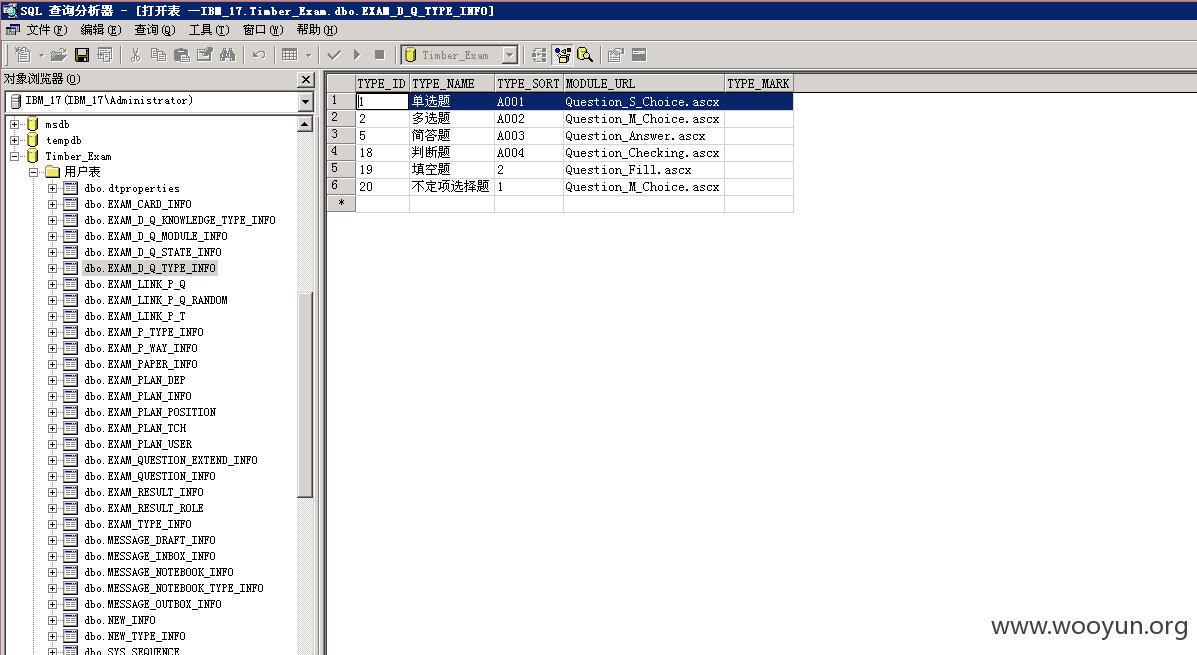 SQL 查询分析器 - [打开表 —IBM_17.Timber_Exam.dbo.EXAM_D_Q_TYPE_INFO]
文件(F) 编辑(E) 查询(Q) 工具(T) 窗口(W) 帮助(H)
Timber_Exam
对象浏览器(O)
IBM_17(IBM_17\Administrator)
msdb
tempdb
Timber_Exam
用户表
dbo.dtproperties
dbo.EXAM_CARD_INFO
dbo.EXAM_D_Q_KNOWLEDGE_TYPE_INFO
dbo.EXAM_D_Q_MODULE_INFO
dbo.EXAM_D_Q_STATE_INFO
dbo.EXAM_D_Q_TYPE_INFO
dbo.EXAM_LINK_P_Q
dbo.EXAM_LINK_P_Q_RANDOM
dbo.EXAM_LINK_P_T
dbo.EXAM_P_TYPE_INFO
dbo.EXAM_P_WAY_INFO
dbo.EXAM_PAPER_INFO
dbo.EXAM_PLAN_DEP
dbo.EXAM_PLAN_INFO
dbo.EXAM_PLAN_POSITION
dbo.EXAM_PLAN_TCH
dbo.EXAM_PLAN_USER
dbo.EXAM_QUESTION_EXTEND_INFO
dbo.EXAM_QUESTION_INFO
dbo.EXAM_RESULT_INFO
dbo.EXAM_RESULT_ROLE
dbo.EXAM_TYPE_INFO
dbo.MESSAGE_DRAFT_INFO
dbo.MESSAGE_INBOX_INFO
dbo.MESSAGE_NOTEBOOK_INFO
dbo.MESSAGE_NOTEBOOK_TYPE_INFO
dbo.MESSAGE_OUTBOX_INFO
dbo.NEW_INFO
dbo.NEW_TYPE_INFO
dbo.SYS_SEQUENCE
TYPE_ID TYPE_NAME TYPE_SORT MODULE_URL TYPE_MARK
1 1 单选题 A001 Question_S_Choice.ascx
2 2 多选题 A002 Question_M_Choice.ascx
3 5 简答题 A003 Question_Answer.ascx
4 18 判断题 A004 Question_Checking.ascx
5 19 填空题 2 Question_Fill.ascx
6 20 不定项选择题 1 Question_M_Choice.ascx
*
www.wooyun.org